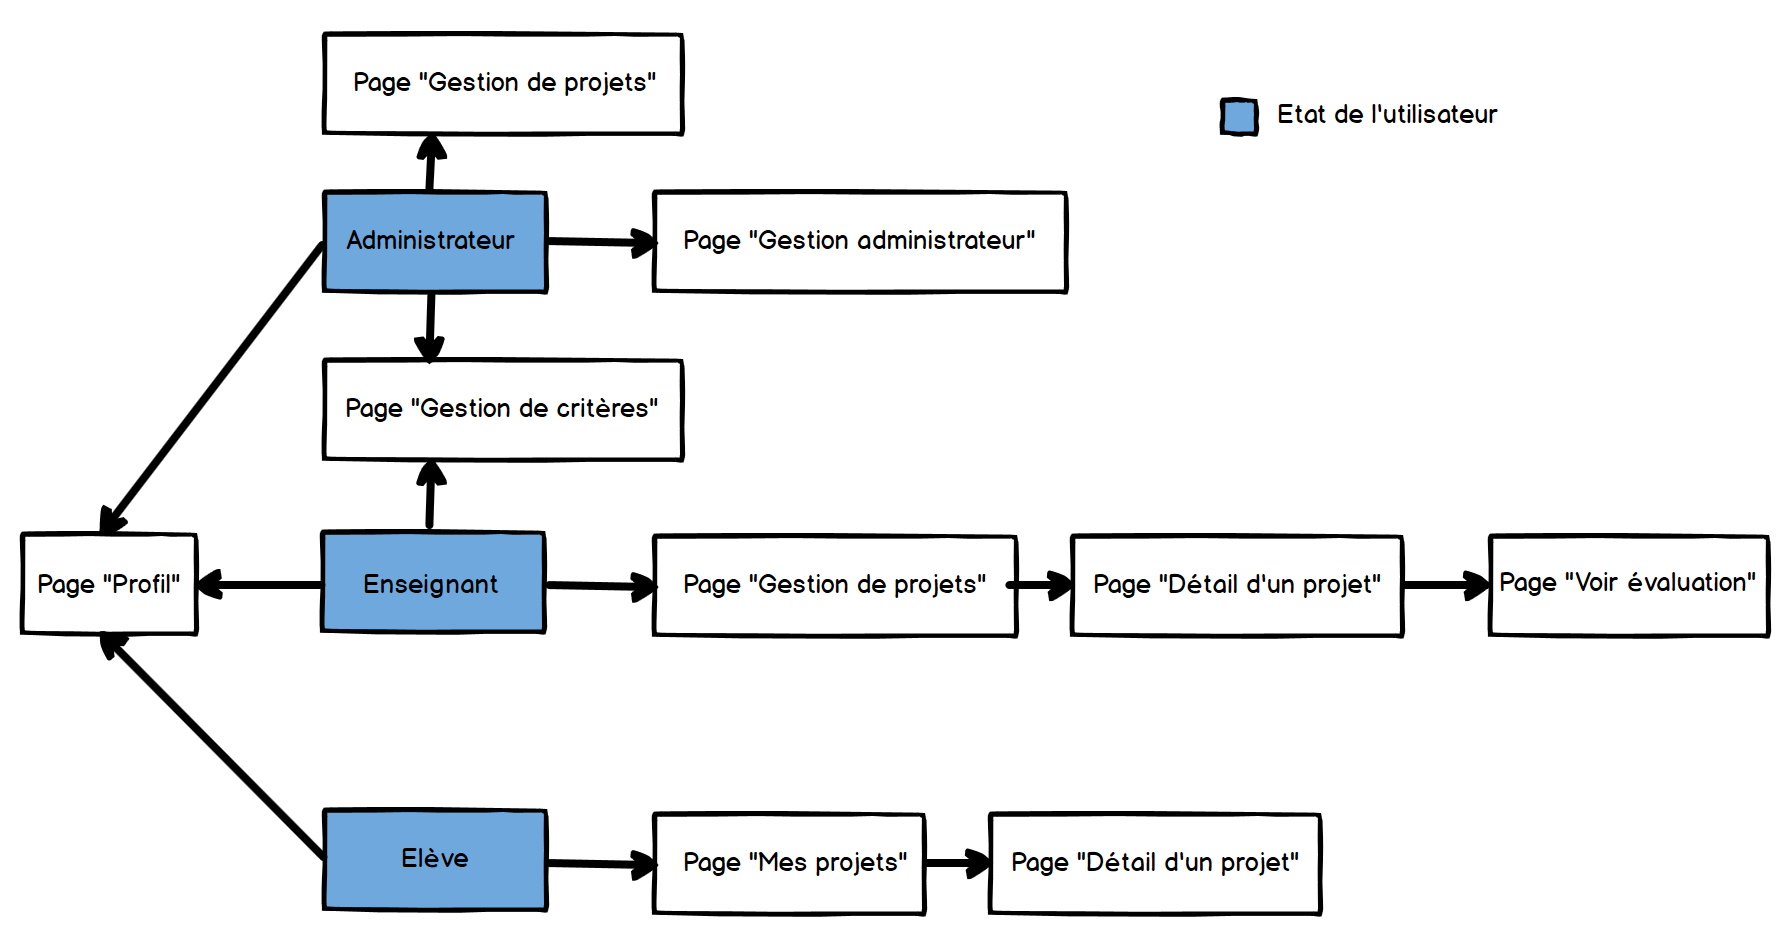 Page "Gestion de projets"
Etat de l'utilisateur
Administrateur
Page "Gestion administrateur"
Page "Gestion de critères"
Page "Profil"
Enseignant
Page "Gestion de projets"
Page "Détail d'un projet"
Page "Voir évaluation"
Elève
Page "Mes projets"
Page "Détail d'un projet"